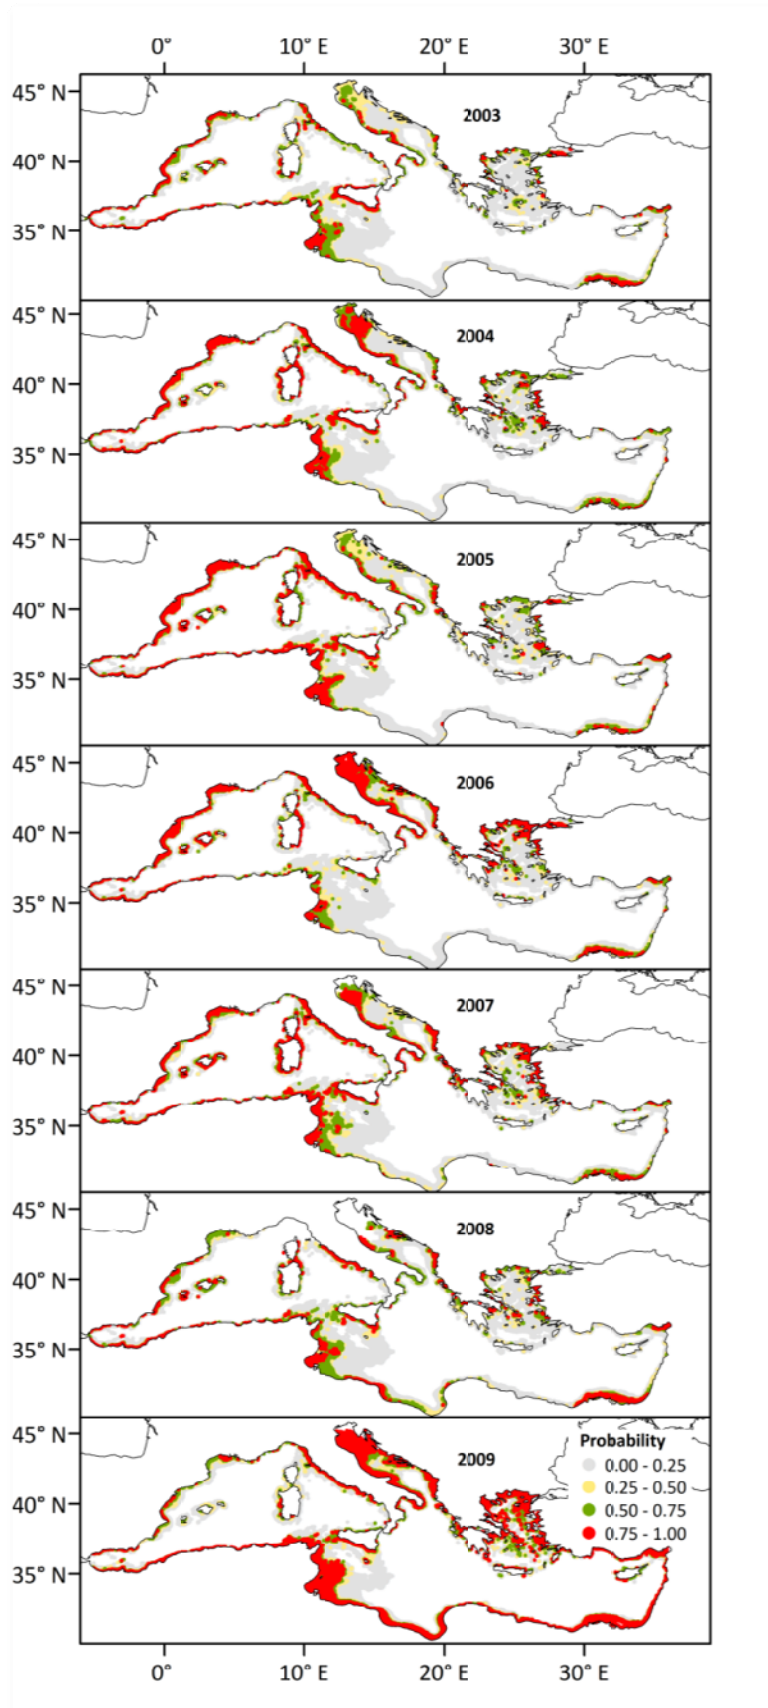 0° 10° E 20° E 30° E
45° N
2003
40° N
35° N
45° N
2004
40° N
35° N
45° N
2005
40° N
35° N
45° N
2006
40° N
35° N
45° N
2007
40° N
35° N
45° N
2008
40° N
35° N
45° N
Probability
2009
0.00 - 0.25
0.25 - 0.50
40° N
0.50 - 0.75
0.75 - 1.00
35° N
0° 10° E 20° E 30° E